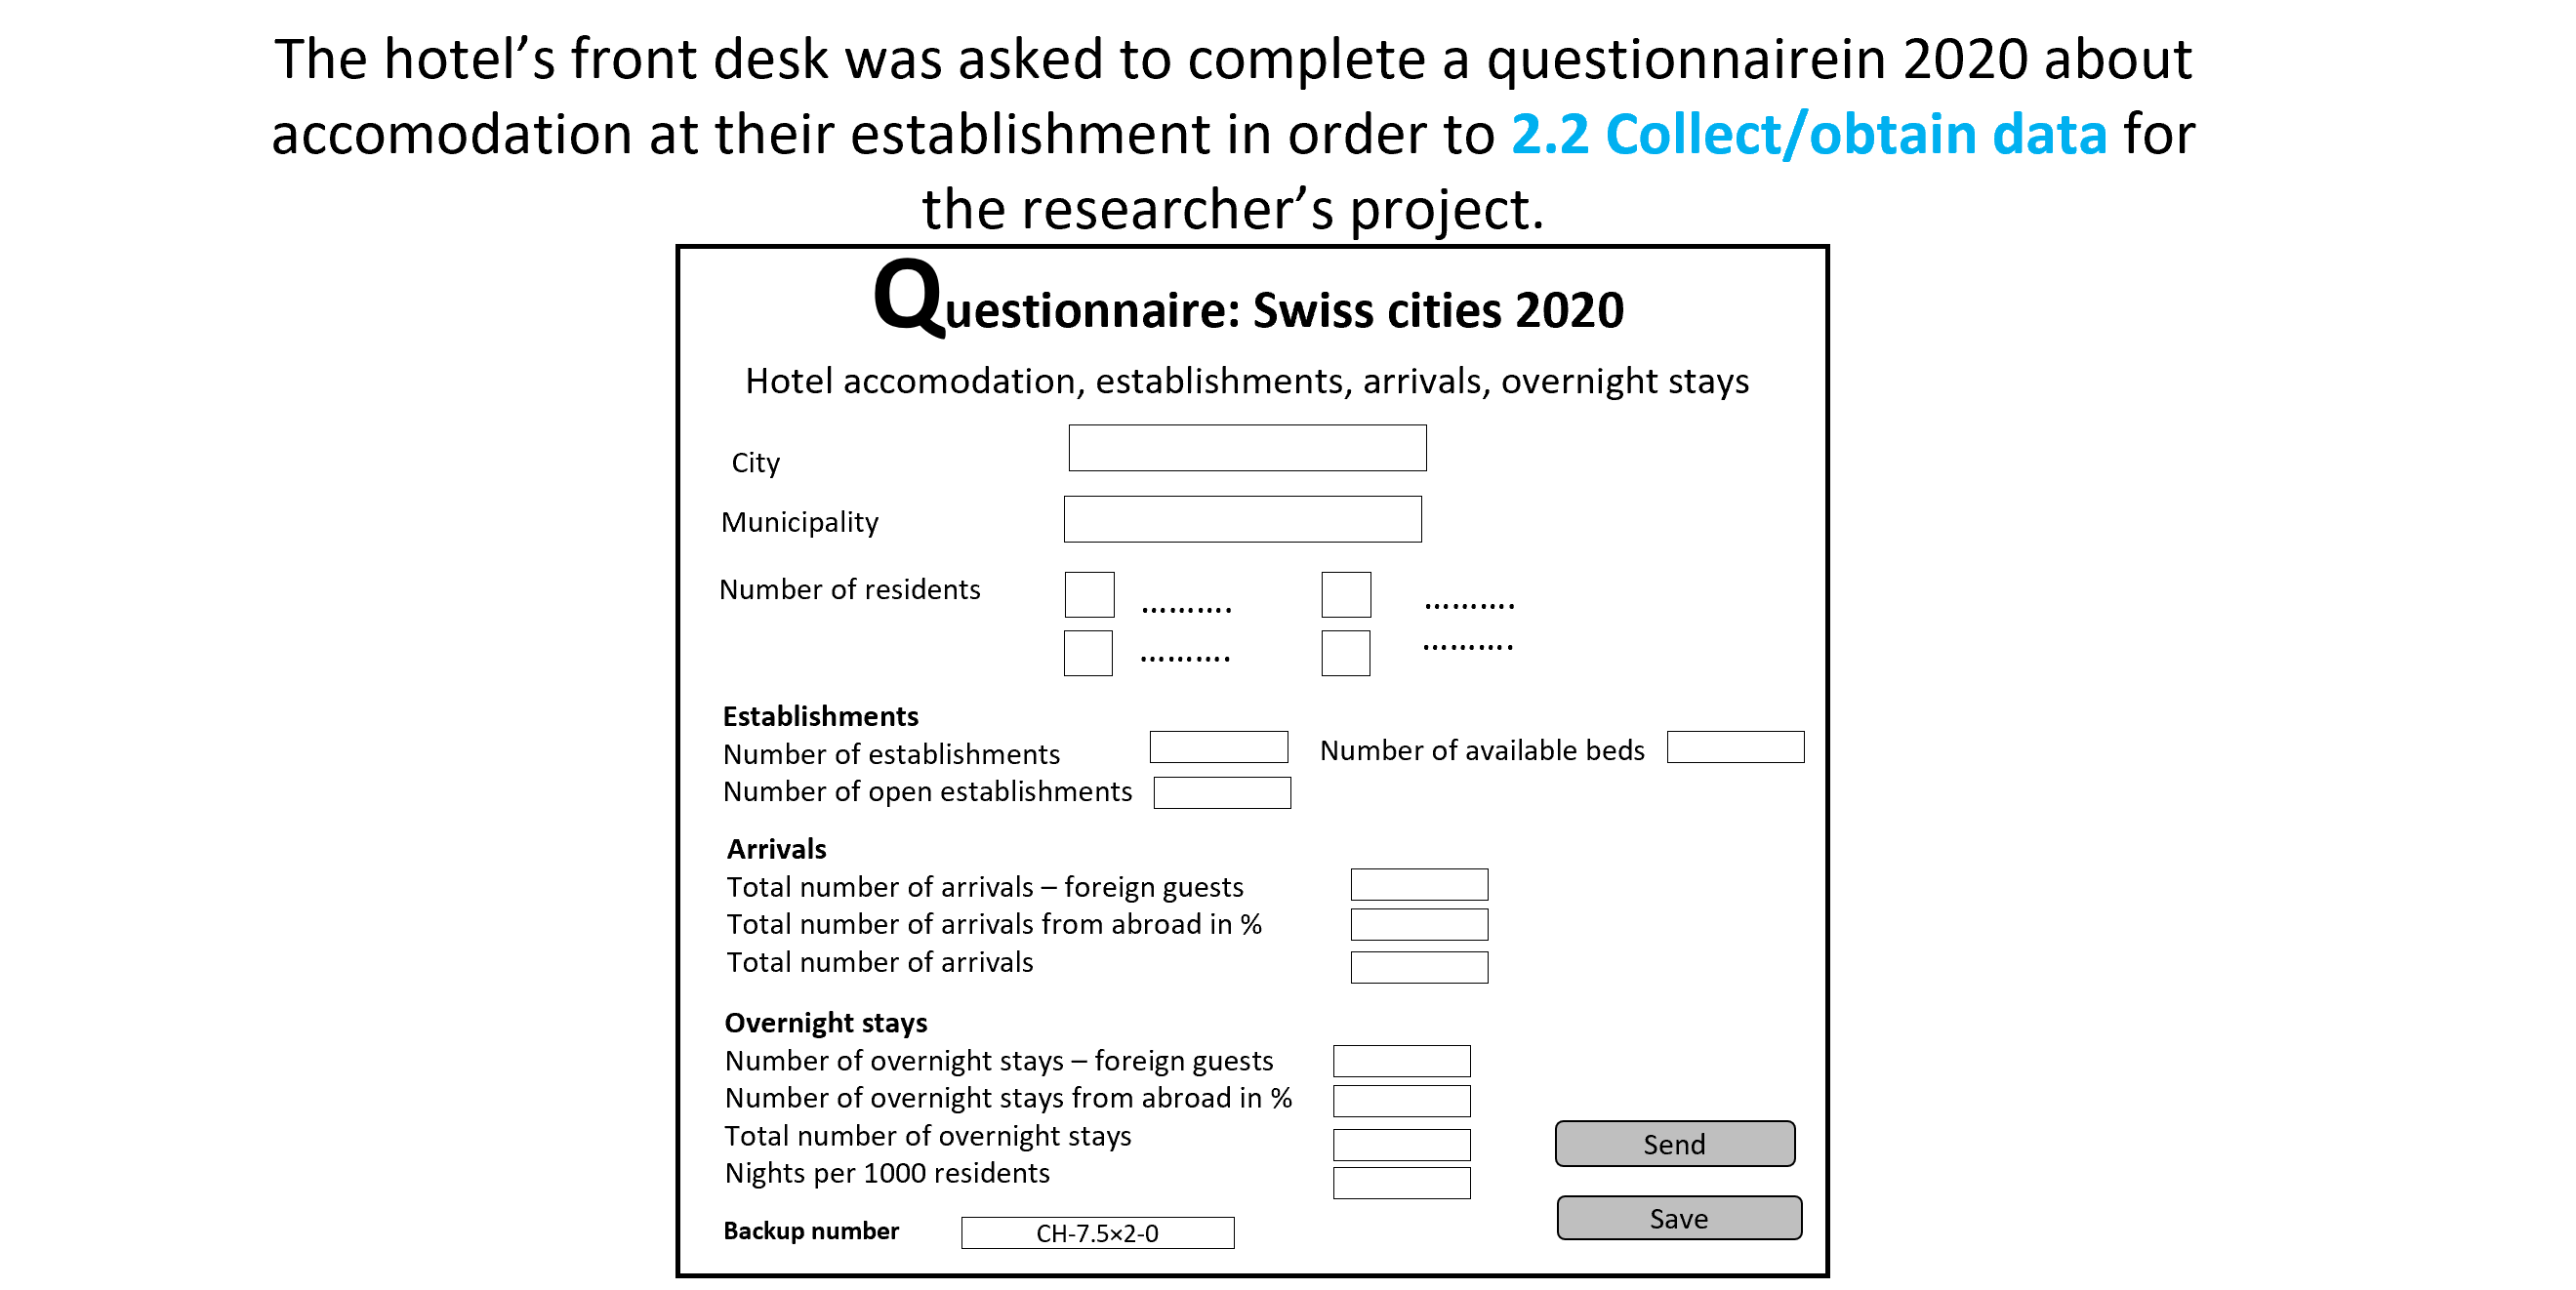 The hotel’s front desk was asked to complete a questionnairein 2020 about
accomodation at their establishment in order to 2.2 Collect/obtain data for
the researcher’s project.
Questionnaire: Swiss cities 2020
Hotel accomodation, establishments, arrivals, overnight stays
City
Municipality
Number of residents
.......... ..........
.......... ..........
Establishments
Number of establishments Number of available beds
Number of open establishments
Arrivals
Total number of arrivals – foreign guests
Total number of arrivals from abroad in %
Total number of arrivals
Overnight stays
Number of overnight stays – foreign guests
Number of overnight stays from abroad in %
Total number of overnight stays
Send
Nights per 1000 residents
Save
Backup number CH-7.5×2-0